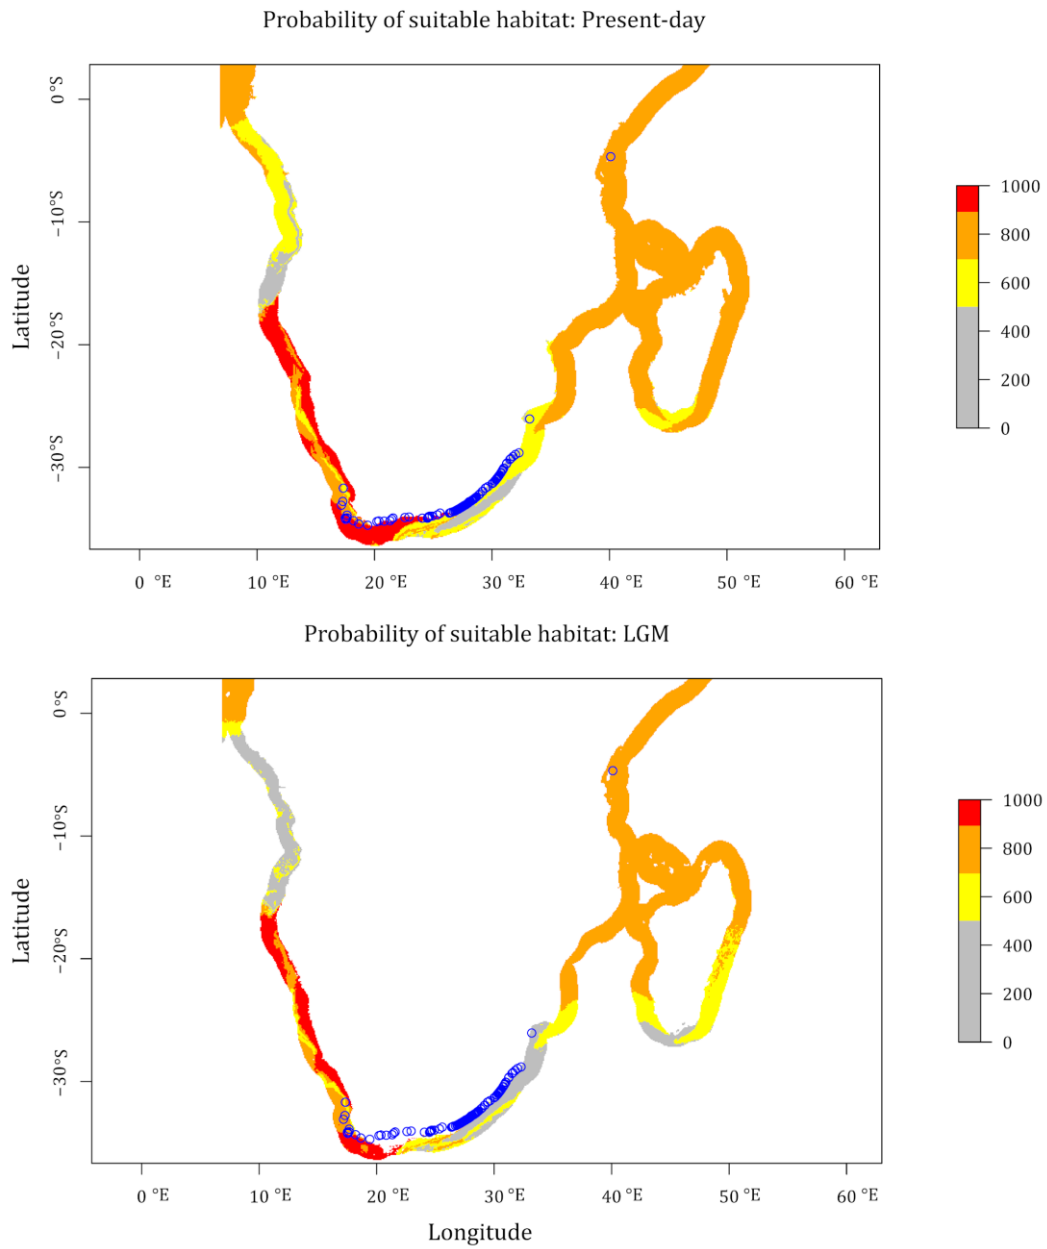 Probability of suitable habitat: Present-day
0°S
−10°S
−20°S
−30°S
Latitude
0 °E
10 °E
20 °E
30 °E
40 °E
50 °E
60 °E
1000
800
600
400
200
0
Probability of suitable habitat: LGM
0°S
−10°S
−20°S
−30°S
Latitude
0 °E
10 °E
20 °E
30 °E
40 °E
50 °E
60 °E
Longitude
1000
800
600
400
200
0